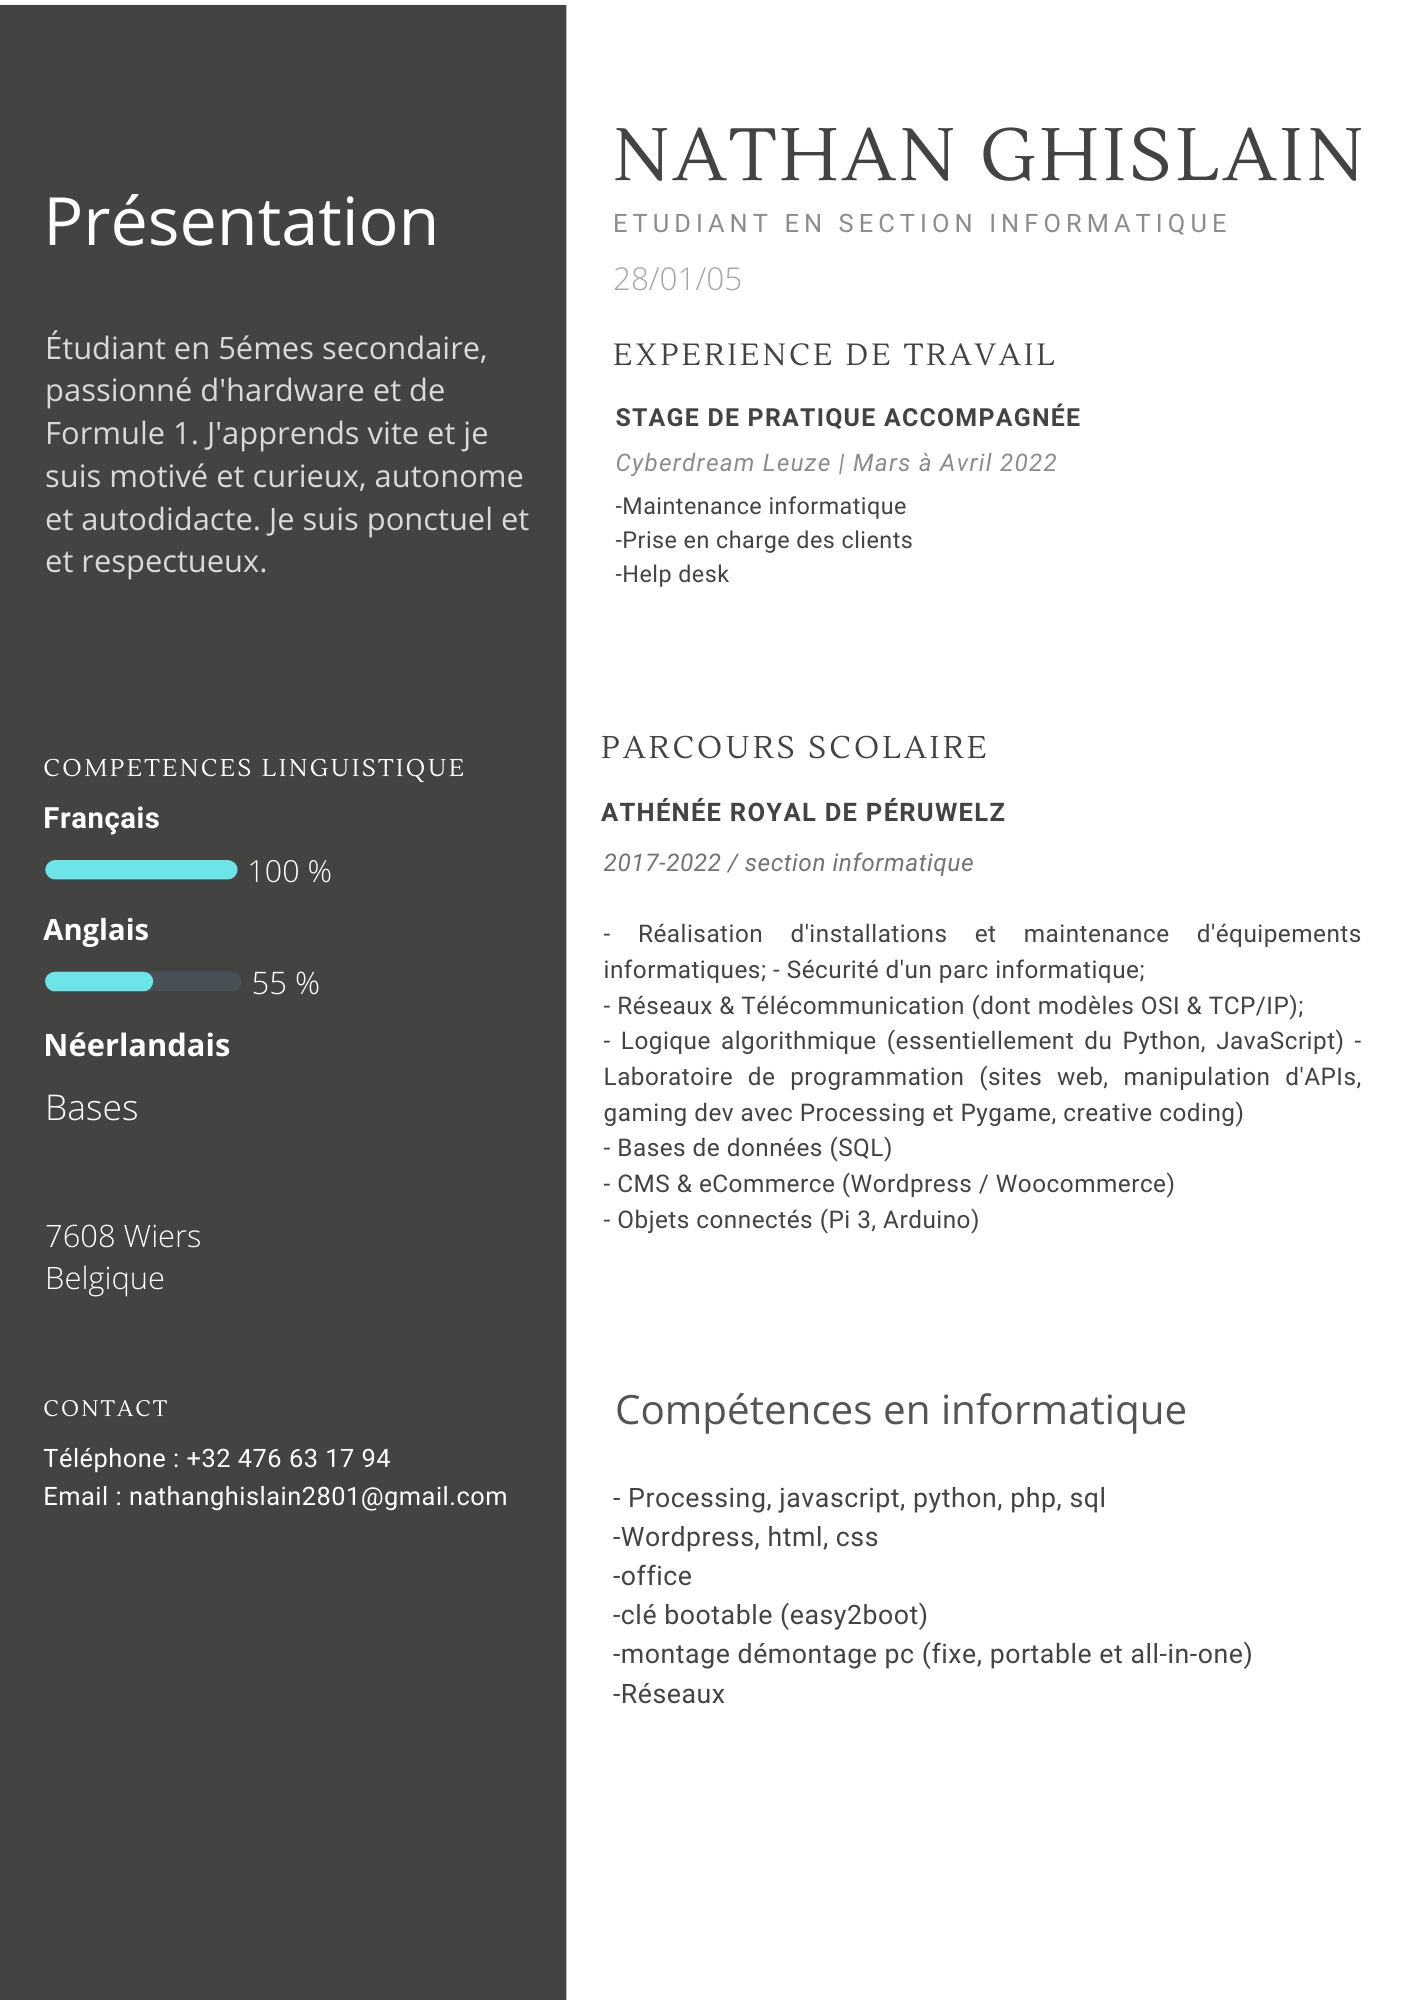 Présentation
Étudiant en 5émes secondaire,
passionné d'hardware et de
Formule 1. J'apprends vite et je
suis motivé et curieux, autonome
et autodidacte. Je suis ponctuel et
et respectueux.
COMPETENCES LINGUISTIQUE
Français
100 %
Anglais
55 %
Néerlandais
Bases
7608 Wiers
Belgique
CONTACT
Téléphone : +32 476 63 17 94
Email : nathanghislain2801@gmail.com
NATHAN GHISLAIN
ETUDIANT EN SECTION INFORMATIQUE
28/01/05
EXPERIENCE DE TRAVAIL
STAGE DE PRATIQUE ACCOMPAGNÉE
Cyberdream Leuze | Mars à Avril 2022
-Maintenance informatique
-Prise en charge des clients
-Help desk
PARCOURS SCOLAIRE
ATHÉNÉE ROYAL DE PÉRUWELZ
2017-2022 / section informatique
- Réalisation d'installations et maintenance d'équipements
informatiques; - Sécurité d'un parc informatique;
- Réseaux & Télécommunication (dont modèles OSI & TCP/IP);
- Logique algorithmique (essentiellement du Python, JavaScript) -
Laboratoire de programmation (sites web, manipulation d'APIs,
gaming dev avec Processing et Pygame, creative coding)
- Bases de données (SQL)
- CMS & eCommerce (Wordpress / Woocommerce)
- Objets connectés (Pi 3, Arduino)
Compétences en informatique
- Processing, javascript, python, php, sql
-Wordpress, html, css
-office
-clé bootable (easy2boot)
-montage démontage pc (fixe, portable et all-in-one)
-Réseaux